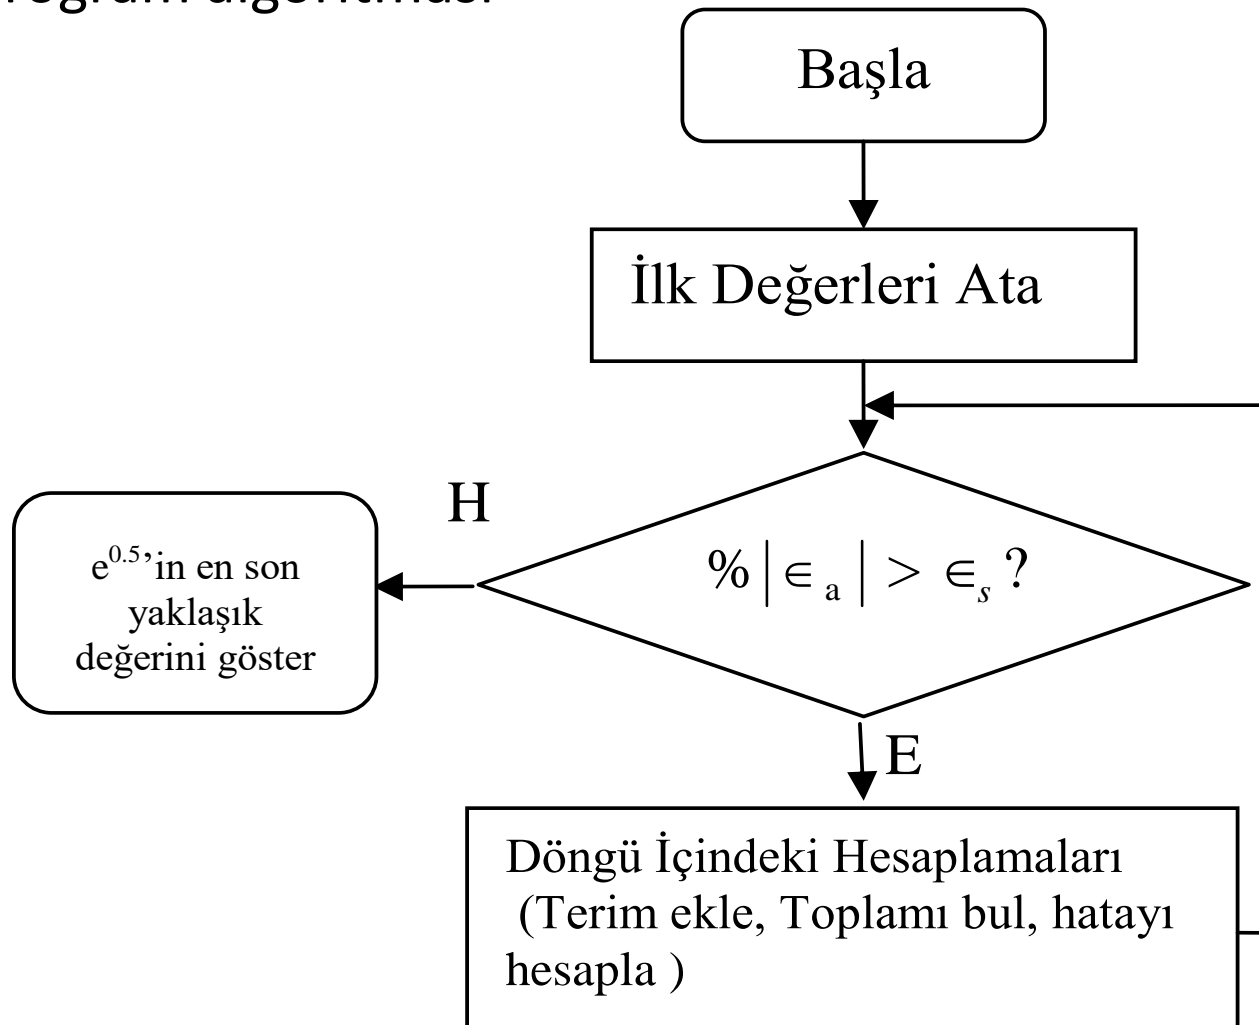 Başla
İlk Değerleri Ata
H
% | ∈ a | > ∈s ?
e0.5'in en son
yaklaşık
değerini göster
E
Döngü İçindeki Hesaplamaları
(Terim ekle, Toplamı bul, hatayı
hesapla )